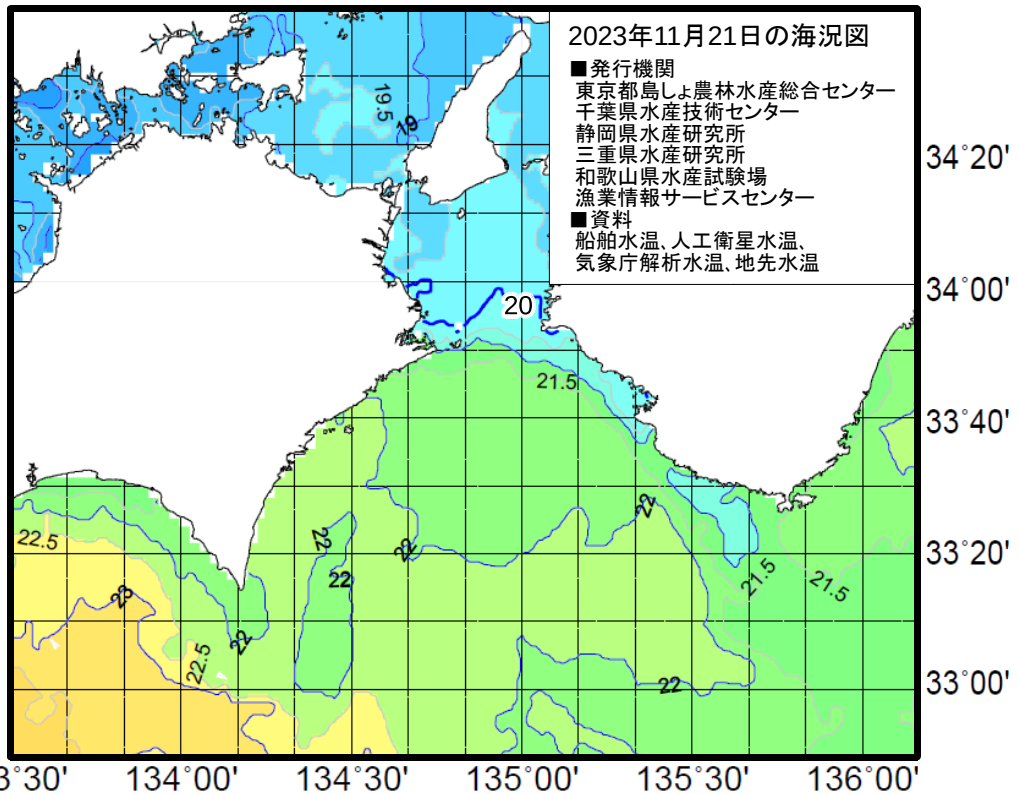 2023年11月21日の海況図
■発行機関
東京都島しょ農林水産総合センター
千葉県水産技術センター
静岡県水産研究所
三重県水産研究所
和歌山県水産試験場
漁業情報サービスセンター
■資料
船舶水温、人工衛星水温、
気象庁解析水温、地先水温
19.5
19
34°20'
34°00'
20
21.5
33°40'
22
22.5
22
22
22
33°20'
21.5
21.5
23
22
22.5
22
33°00'
3°30'
134°00'
134°30'
135°00'
135°30'
136°00'